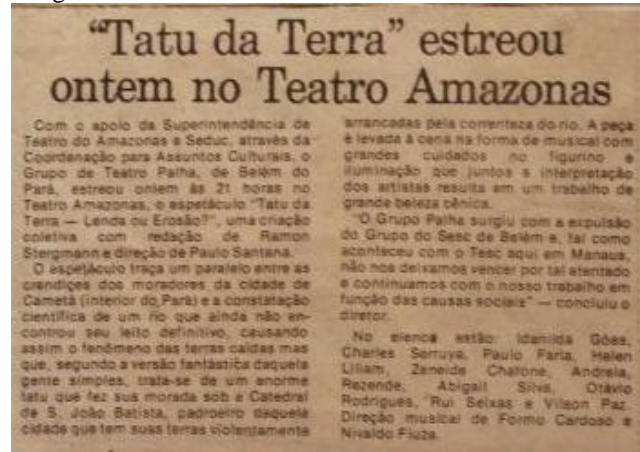 “Tatu da Terra” estreou
ontem no Teatro Amazonas
Com o apoio da Superintendência de
Teatro do Amazonas e Seduc, através da
Coordenação para Assuntos Culturais, o
Grupo de Teatro Palha, de Belém do
Pará, estreou ontem às 21 horas no
Teatro Amazonas, o espetáculo "Tatu da
Terra — Lenda ou Erosão?", uma criação
coletiva com redação de Ramon
Stergmann e direção de Paulo Santana.
O espetáculo traça um paralelo entre as
crendices dos moradores da cidade de
Cametá (interior do Pará) e a constatação
científica de um rio que ainda não en-
controu seu leito definitivo, causando
assim o fenômeno das terras caídas mas
que, segundo a versão fantástica daquela
gente simples, trata-se de um enorme
tatu que fez sua morada sob a Catedral
de S. João Batista, padroeiro daquela
cidade que tem suas terras violentamente
arrancadas pela correnteza do rio. A peça
é levada à cena na forma de musical com
grandes cuidados no figurino e
iluminação que juntos a interpretação
dos artistas resulta em um trabalho de
grande beleza cênica.
"O Grupo Palha surgiu com a expulsão
do Grupo do Sesc de Belém e, tal como
aconteceu com o Tesc aqui em Manaus,
não nos deixamos vencer por tal atentado
e continuamos com o nosso trabalho em
função das causas sociais" — concluiu o
diretor.
No elenco estão: Idanilda Góes,
Charles Serruya, Paulo Faria, Helen
Liliam, Zeneide Chafone, Andreia,
Rezende, Abigail Silva, Otávio
Rodrigues, Rui Seixas e Vilson Paz.
Direção musical de Formo Cardoso e
Nivaldo Fiuza.